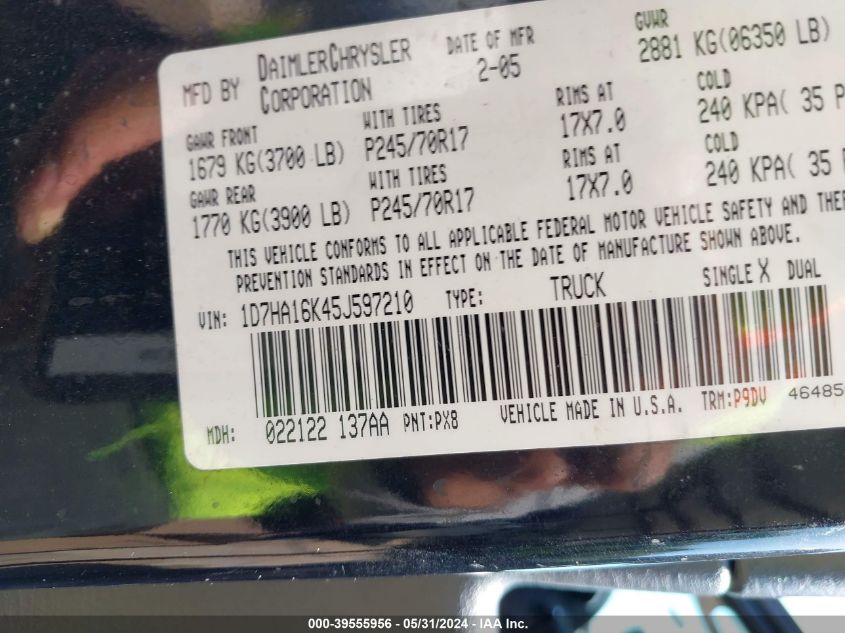 MFD BY DAIMLERCHRYSLER CORPORATION DATE OF MFR 2-05 GVWR 2881 KG(06350 LB)
GAWR FRONT WITH TIRES RIMS AT COLD
1679 KG(3700 LB) P245/70R17 17X7.0 240 KPA( 35 P
GAWR REAR WITH TIRES RIMS AT COLD
1770 KG(3900 LB) P245/70R17 17X7.0 240 KPA( 35
THIS VEHICLE CONFORMS TO ALL APPLICABLE FEDERAL MOTOR VEHICLE SAFETY AND THEF
PREVENTION STANDARDS IN EFFECT ON THE DATE OF MANUFACTURE SHOWN ABOVE.
VIN: 1D7HA16K45J597210 TYPE: TRUCK SINGLE X DUAL
MDH: 022122 137AA PNT:PX8 VEHICLE MADE IN U.S.A. TRM:P9DV 46485
000-39555956 - 05/31/2024 - IAA Inc.